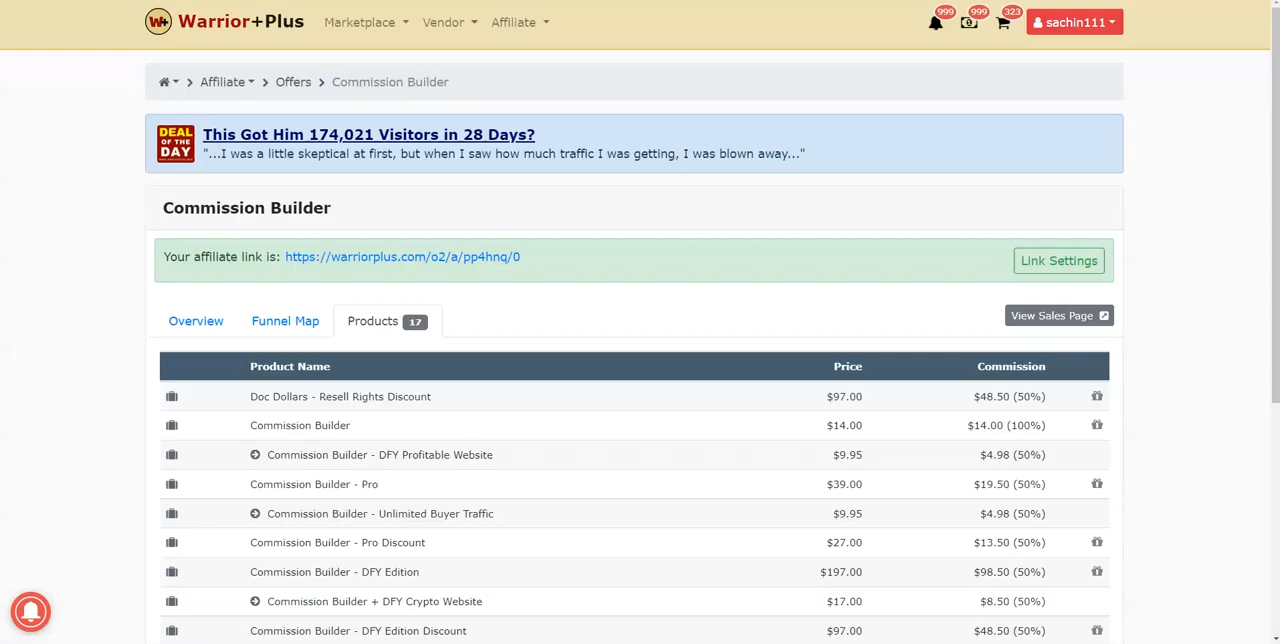 Warrior+Plus Marketplace Vendor Affiliate 999 999 323 sachin111
Affiliate Offers Commission Builder
DEAL OF THE DAY
This Got Him 174,021 Visitors in 28 Days?
"...I was a little skeptical at first, but when I saw how much traffic I was getting, I was blown away..."
Commission Builder
Your affiliate link is: https://warriorplus.com/o2/a/pp4hnq/0 Link Settings
Overview Funnel Map Products 17 View Sales Page
Product Name Price Commission
Doc Dollars - Resell Rights Discount $97.00 $48.50 (50%)
Commission Builder $14.00 $14.00 (100%)
Commission Builder - DFY Profitable Website $9.95 $4.98 (50%)
Commission Builder - Pro $39.00 $19.50 (50%)
Commission Builder - Unlimited Buyer Traffic $9.95 $4.98 (50%)
Commission Builder - Pro Discount $27.00 $13.50 (50%)
Commission Builder - DFY Edition $197.00 $98.50 (50%)
Commission Builder + DFY Crypto Website $17.00 $8.50 (50%)
Commission Builder - DFY Edition Discount $97.00 $48.50 (50%)